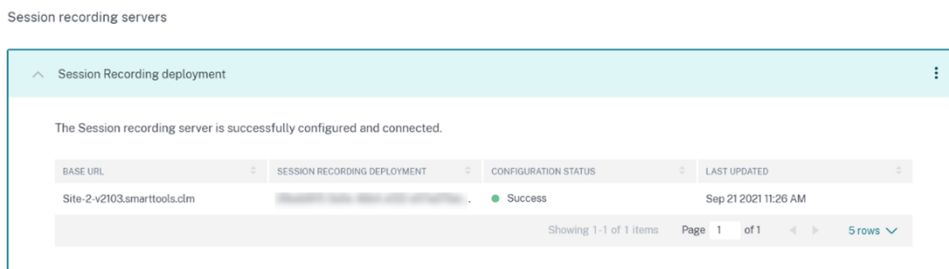 Session recording servers
Session Recording deployment
The Session recording server is successfully configured and connected.
BASE URL SESSION RECORDING DEPLOYMENT CONFIGURATION STATUS LAST UPDATED
Site-2-v2103.smarttools.clm Success Sep 21 2021 11:26 AM
Showing 1-1 of 1 items Page 1 of 1 5 rows